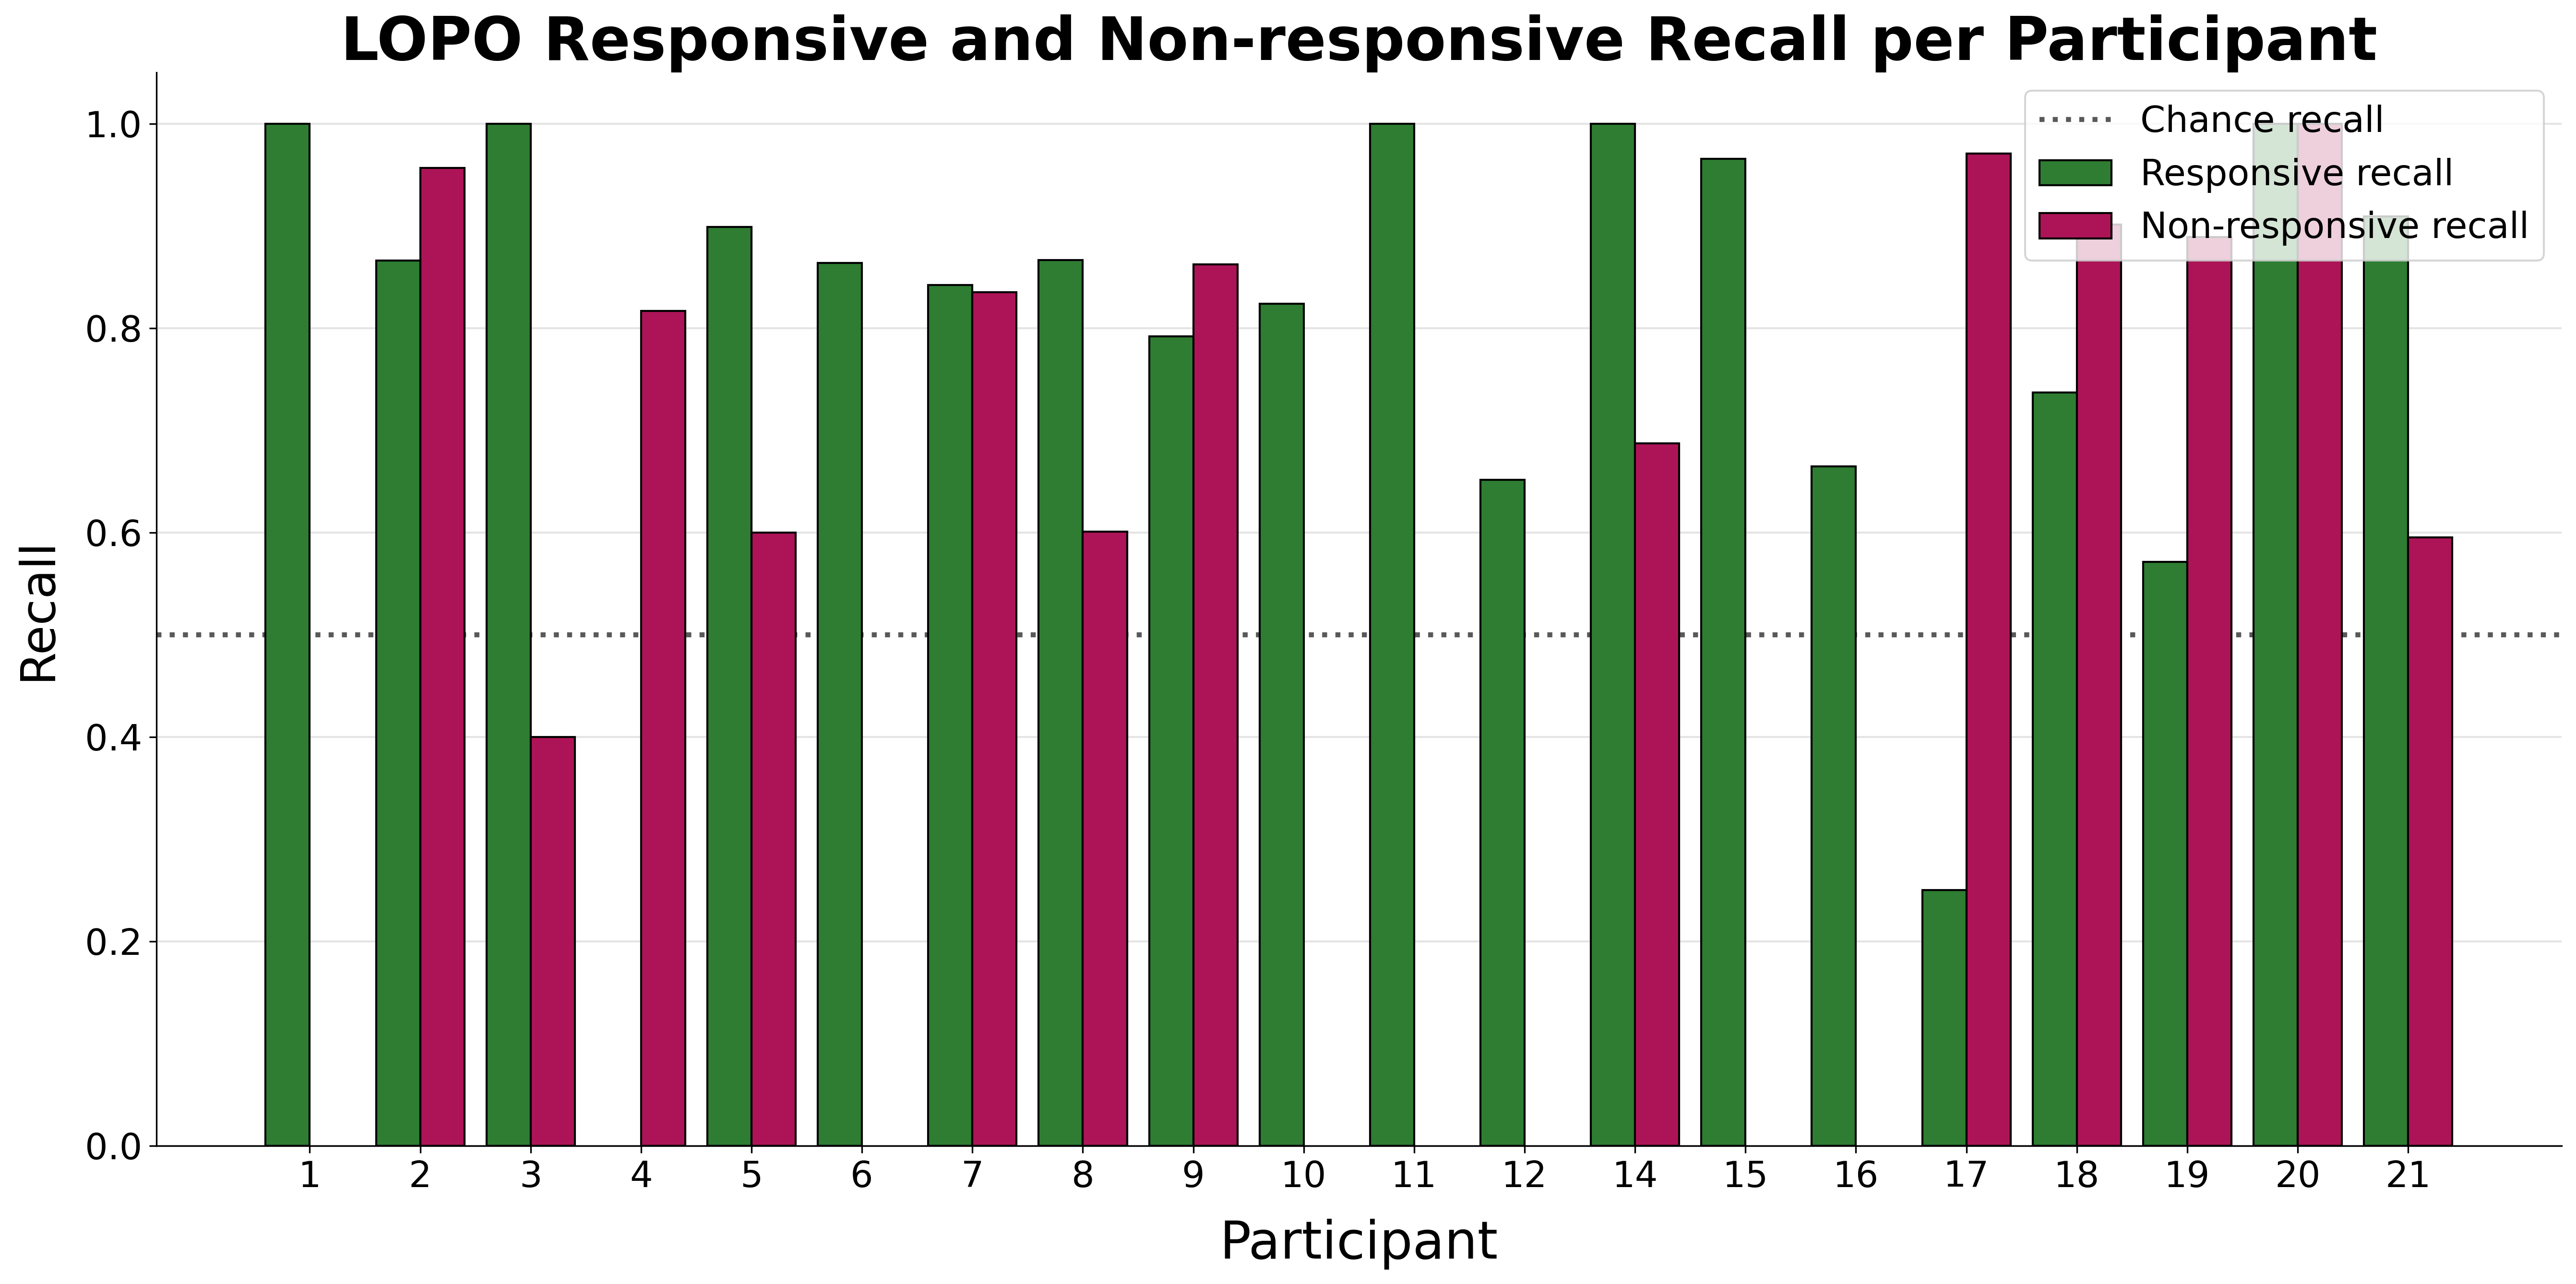 LOPO Responsive and Non-responsive Recall per Participant
Chance recall
Responsive recall
Non-responsive recall
1.0
0.8
0.6
0.4
0.2
0.0
Recall
1 2 3 4 5 6 7 8 9 10 11 12 14 15 16 17 18 19 20 21
Participant